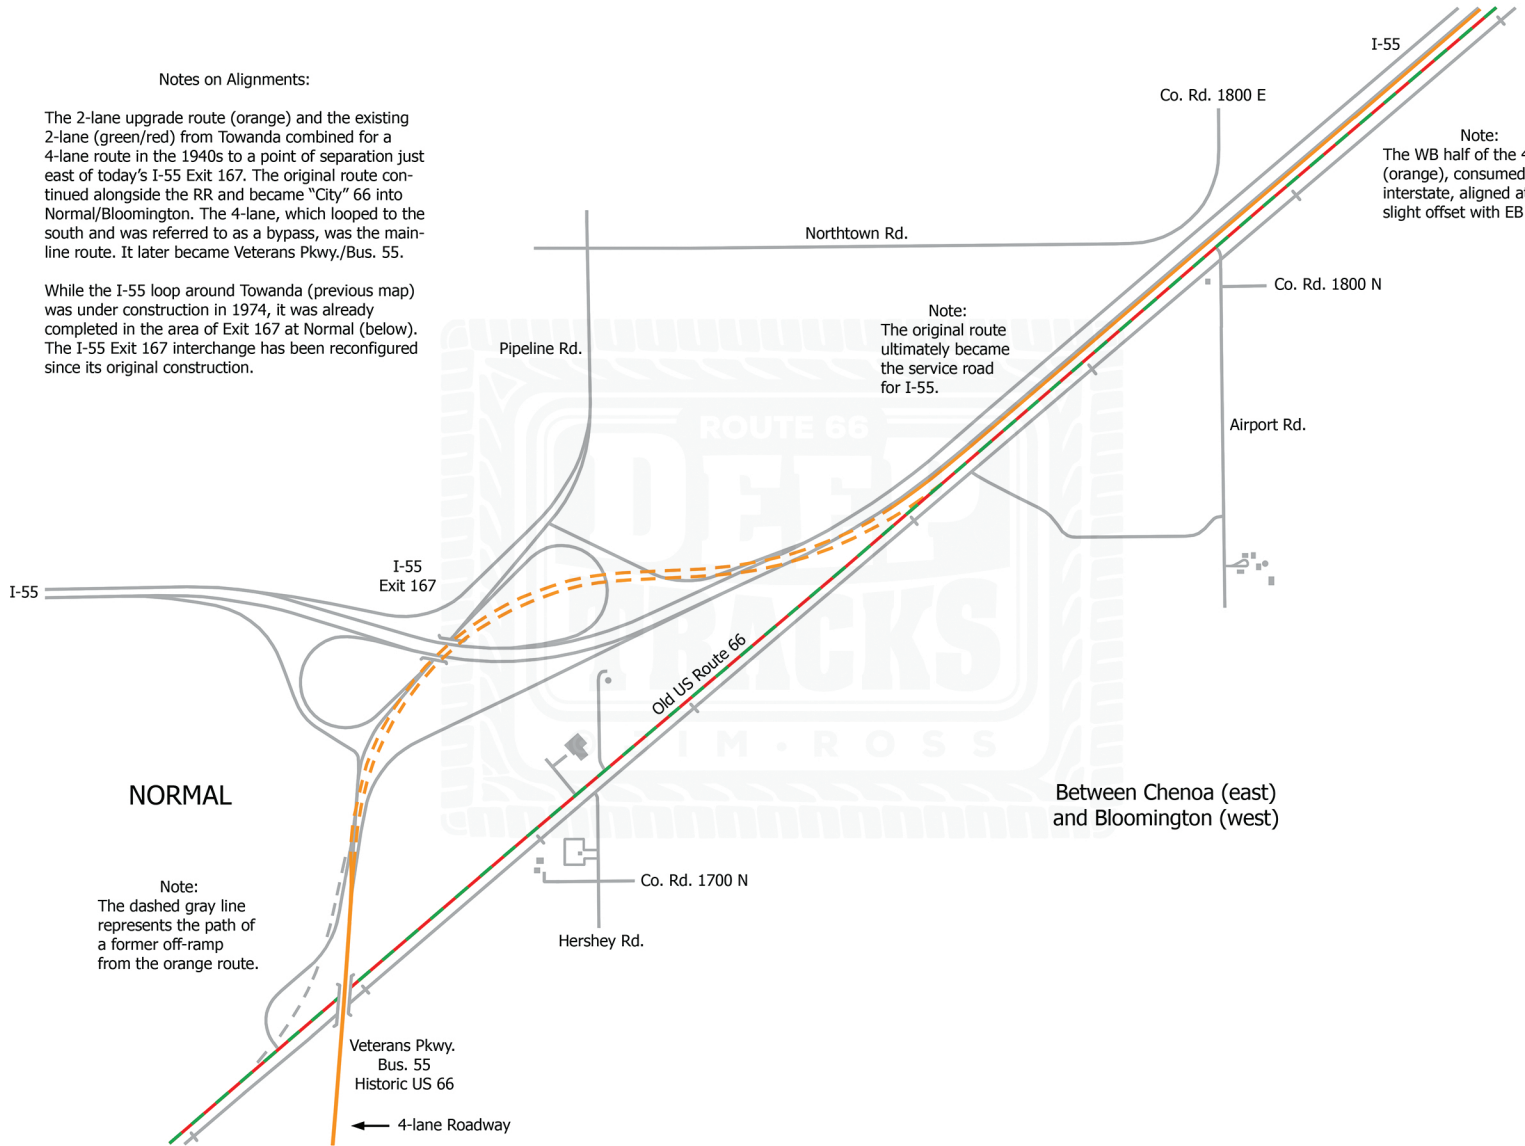 Notes on Alignments:
The 2-lane upgrade route (orange) and the existing
2-lane (green/red) from Towanda combined for a
4-lane route in the 1940s to a point of separation just
east of today's I-55 Exit 167. The original route con-
tinued alongside the RR and became “City” 66 into
Normal/Bloomington. The 4-lane, which looped to the
south and was referred to as a bypass, was the main-
line route. It later became Veterans Pkwy./Bus. 55.
While the I-55 loop around Towanda (previous map)
was under construction in 1974, it was already
completed in the area of Exit 167 at Normal (below).
The I-55 Exit 167 interchange has been reconfigured
since its original construction.
I-55
Co. Rd. 1800 E
Note:
The WB half of the 4
(orange), consumed
interstate, aligned at
slight offset with EB
Northtown Rd.
Co. Rd. 1800 N
Note:
The original route
ultimately became
the service road
for I-55.
Pipeline Rd.
Airport Rd.
ROUTE 66
DEEP
TRACKS
JIM • ROSS
I-55
Exit 167
I-55
Old US Route 66
NORMAL
Between Chenoa (east)
and Bloomington (west)
Note:
The dashed gray line
represents the path of
a former off-ramp
from the orange route.
Co. Rd. 1700 N
Hershey Rd.
Veterans Pkwy.
Bus. 55
Historic US 66
4-lane Roadway